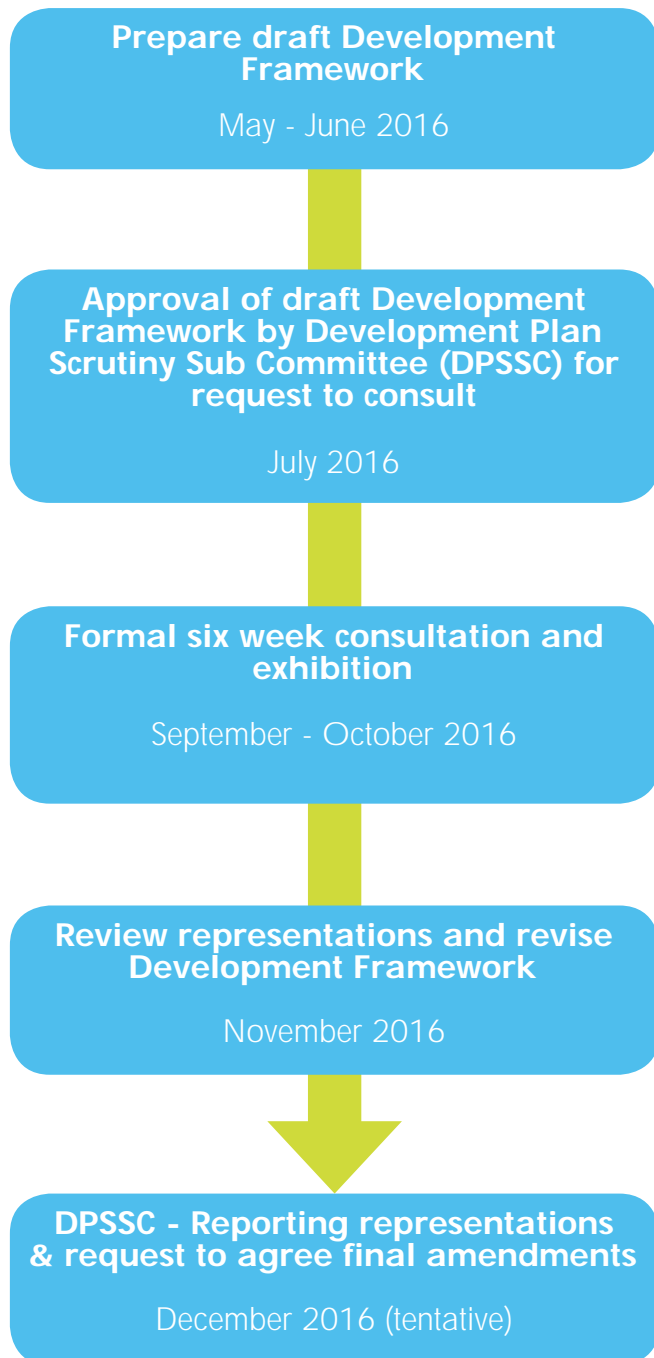 Prepare draft Development
Framework
May - June 2016
Approval of draft Development
Framework by Development Plan
Scrutiny Sub Committee (DPSSC) for
request to consult
July 2016
Formal six week consultation and
exhibition
September - October 2016
Review representations and revise
Development Framework
November 2016
DPSSC - Reporting representations
& request to agree final amendments
December 2016 (tentative)